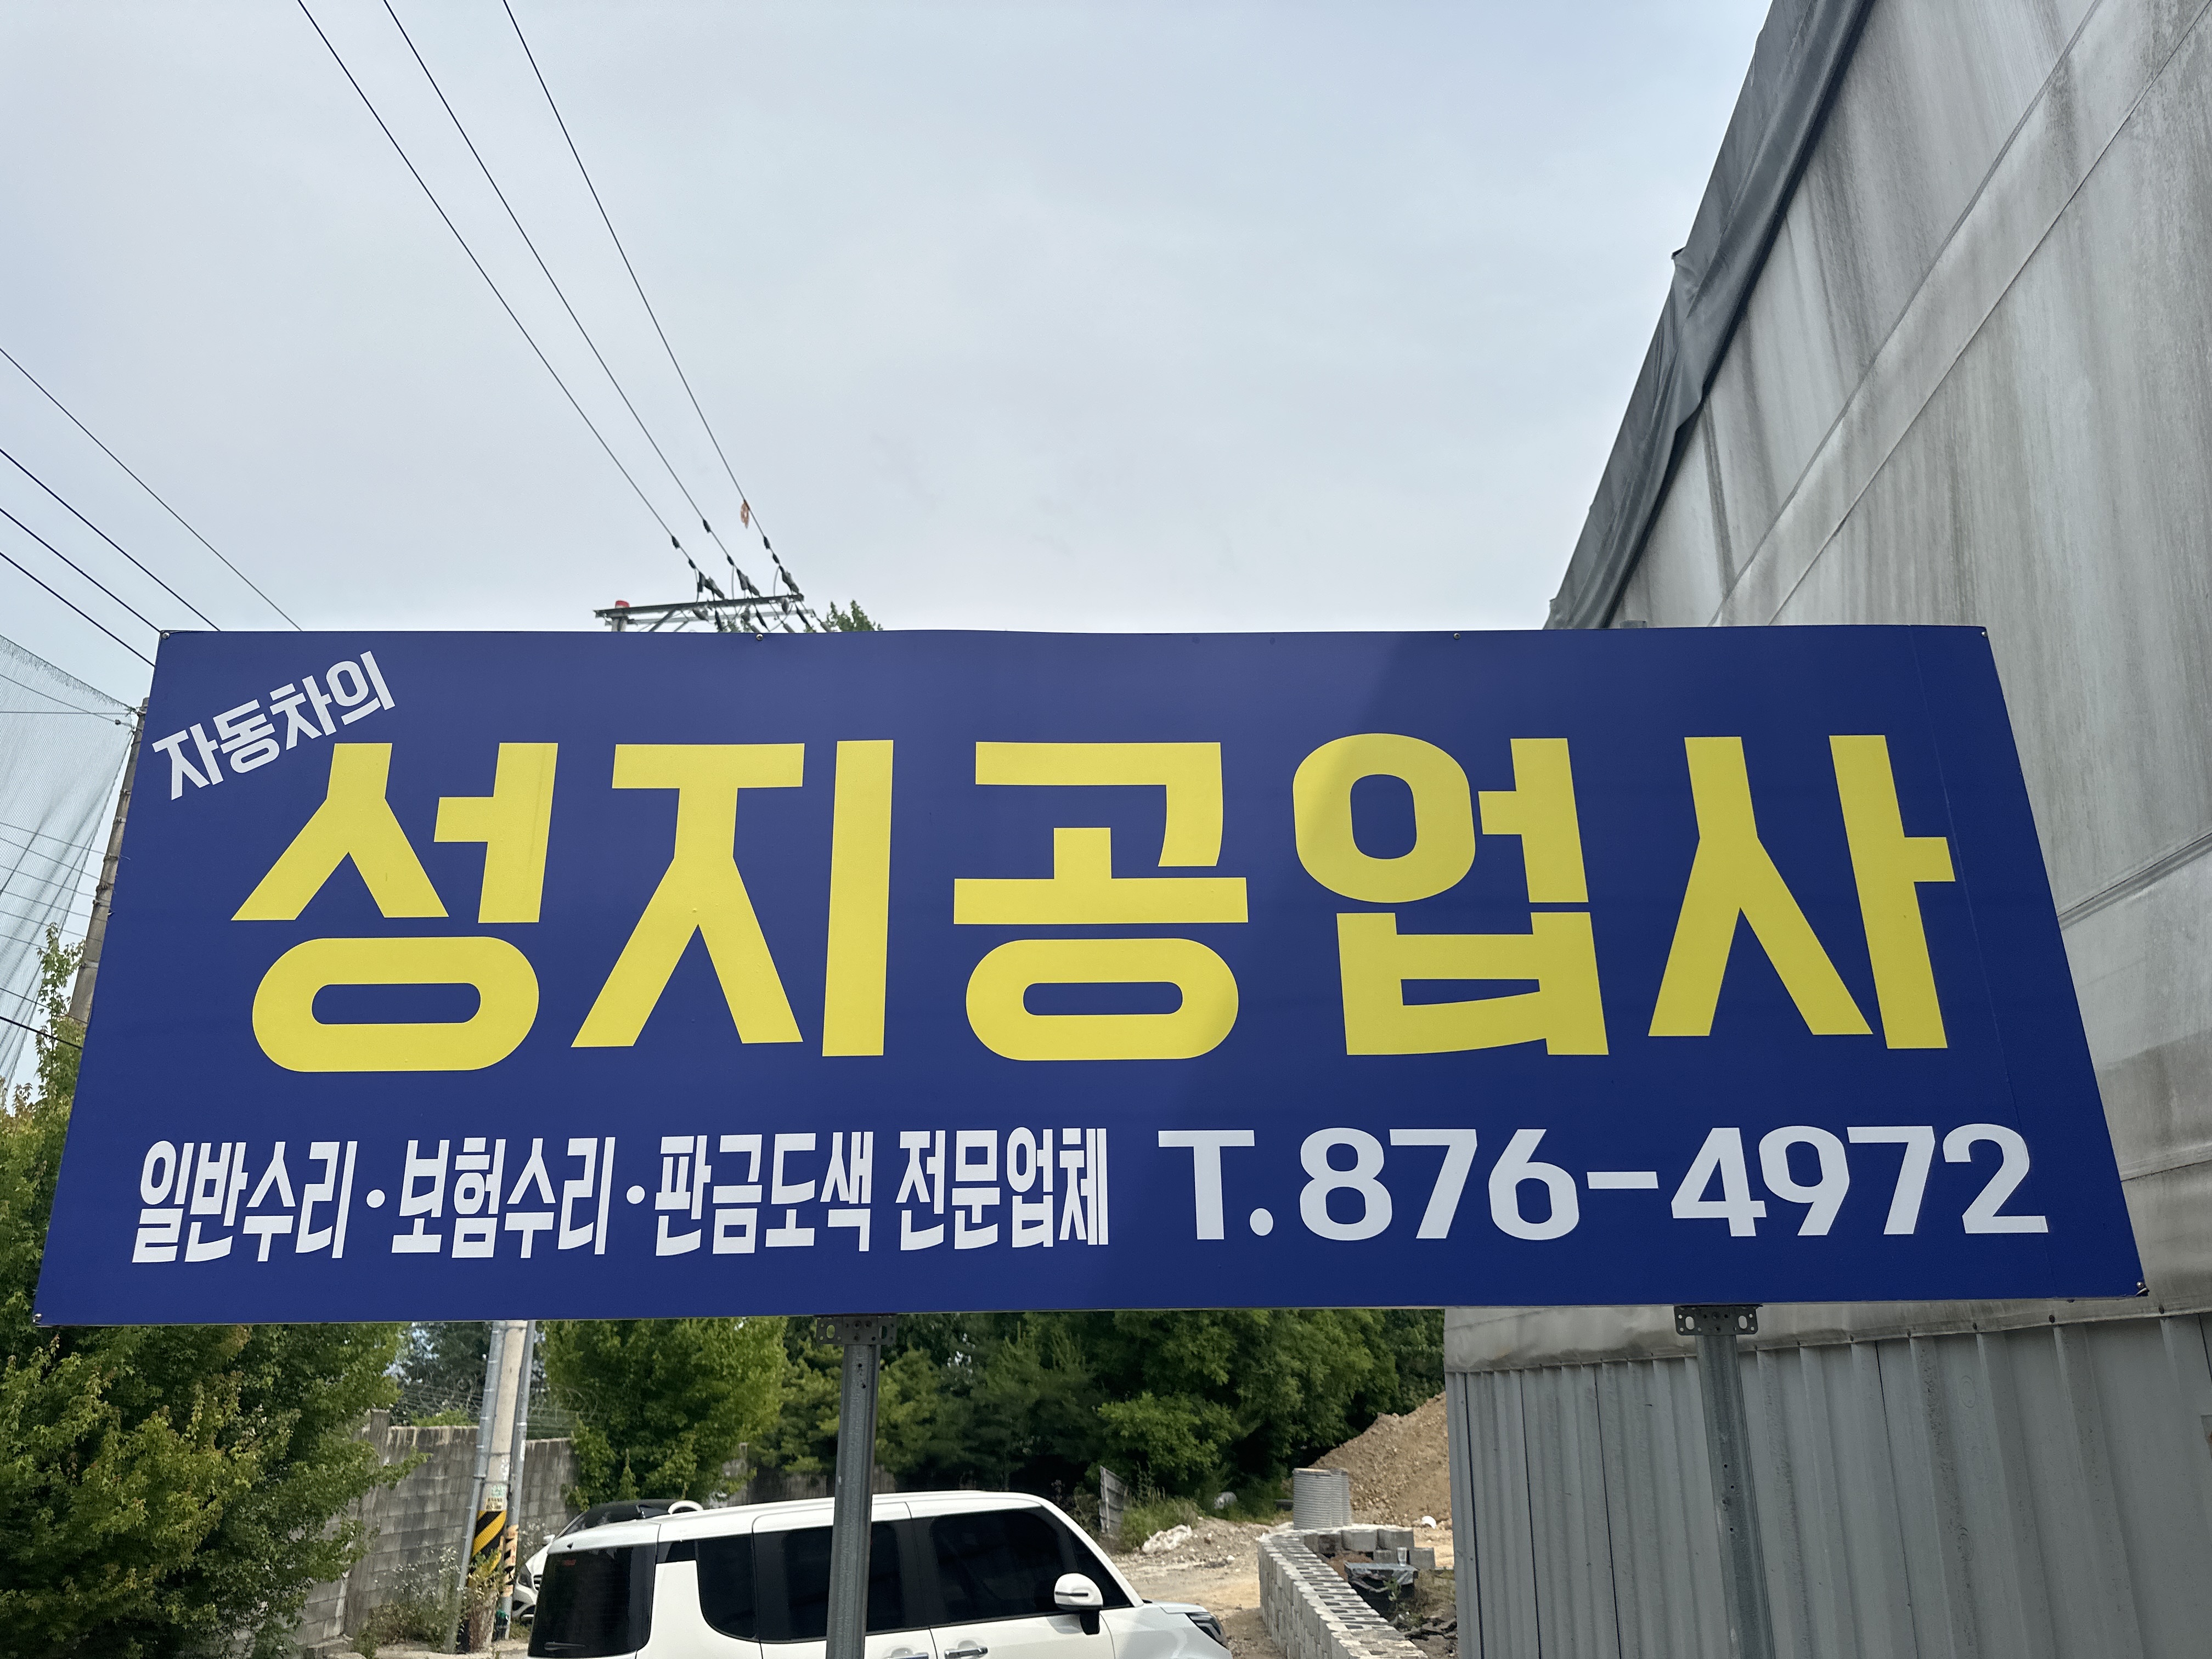 자동차의
성지공업사
일반수리·보험수리·판금도색 전문업체 T.876-4972